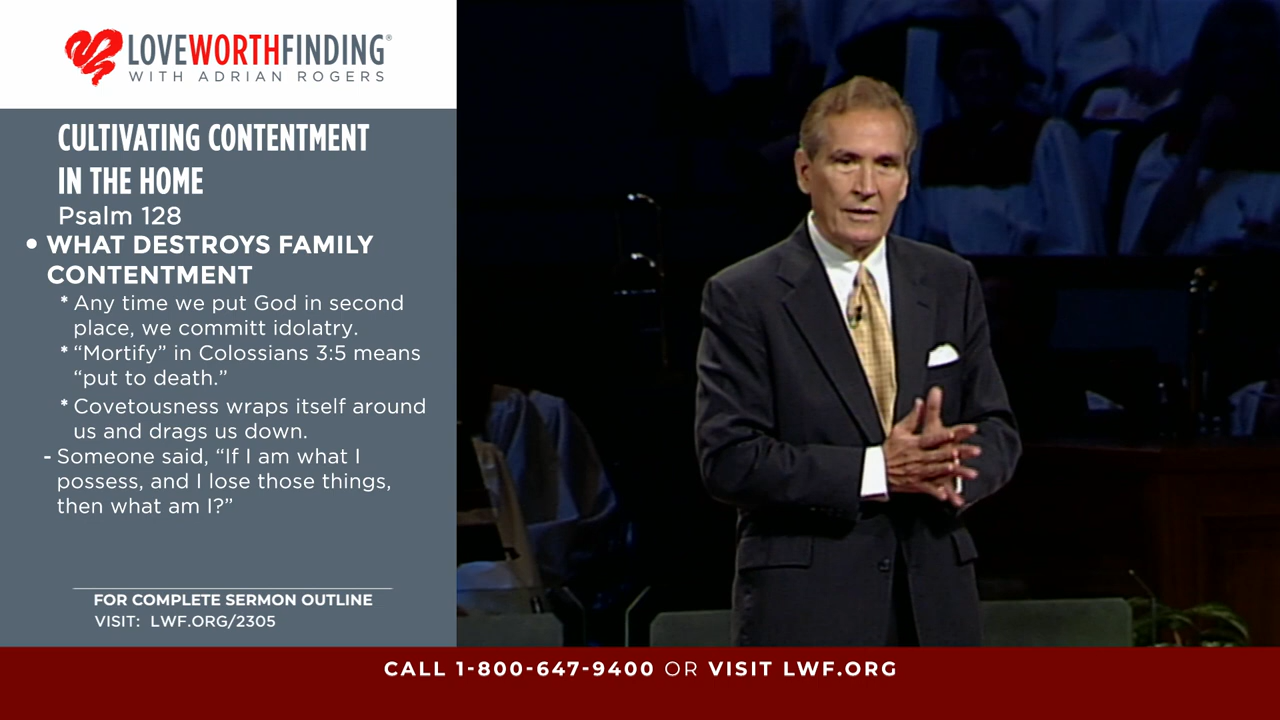 LOVEWORTHFINDING®
WITH ADRIAN ROGERS
CULTIVATING CONTENTMENT
IN THE HOME
Psalm 128
• WHAT DESTROYS FAMILY
CONTENTMENT
* Any time we put God in second
place, we committ idolatry.
* “Mortify” in Colossians 3:5 means
“put to death.”
* Covetousness wraps itself around
us and drags us down.
- Someone said, “If I am what I
possess, and I lose those things,
then what am I?”
FOR COMPLETE SERMON OUTLINE
VISIT: LWF.ORG/2305
CALL 1-800-647-9400 OR VISIT LWF.ORG